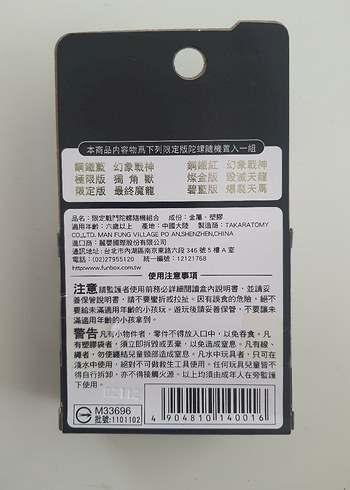 本商品內容物爲下列限定版陀螺隨機置入一組
鋼鐵藍 幻象戰神 鋼鐵紅 幻象戰神
極限版 獨角獸 燦金版 毀滅天龍
限定版 最終魔龍 碧藍版 爆裂天馬
品名：限定戰鬥陀螺隨機組合 成份：金屬、塑膠
適用年齡：六歲以上 產地：中國大陸 製造商：TAKARATOMY
CO.,LTD. MAN FUNG VILLAGE PO AN,SHENZHEN,CHINA
進口商：麗嬰國際股份有限公司
通訊地址：台北市內湖區南京東路六段 346 號 5 樓 A 室
電話：(02)27955120 統一編號：12121768
http://www.funbox.com.tw
使用注意事項
注意 請監護者使用前務必詳細閱讀盒內說明書，並請妥
善保管說明書，請不要彎折或拉扯。因有誤食的危險，絕不
要給未滿適用年齡的小孩玩。遊玩後請妥善保管，不要讓未
滿適用年齡的小孩拿到。
警告 凡有小物件者，零件不得放入口中，以免吞食。凡
有塑膠袋者，須立即拆毀或丟棄，以免造成窒息。凡有線、
繩者，勿使纏結兒童頸部造成窒息。凡水中玩具者，只可在
淺水中使用，絕對不可做救生工具使用。任何玩具兒童皆不
得自行拆卸，亦不得接觸火源。以上均須由成年人在旁監護
下使用。
M33696
批號:1101102
4 904810 140016